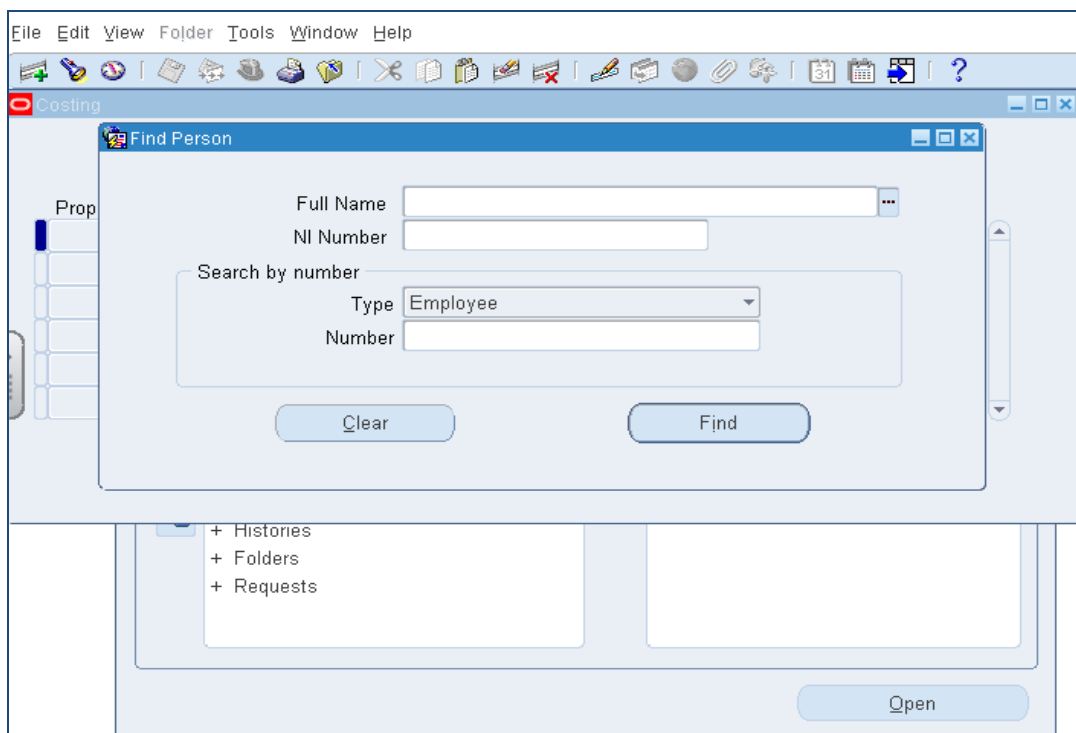 File Edit View Folder Tools Window Help
Costing
Find Person
Full Name
...
Prop
NI Number
Search by number
Type Employee
Number
Clear Find
+ Histories
+ Folders
+ Requests
Open